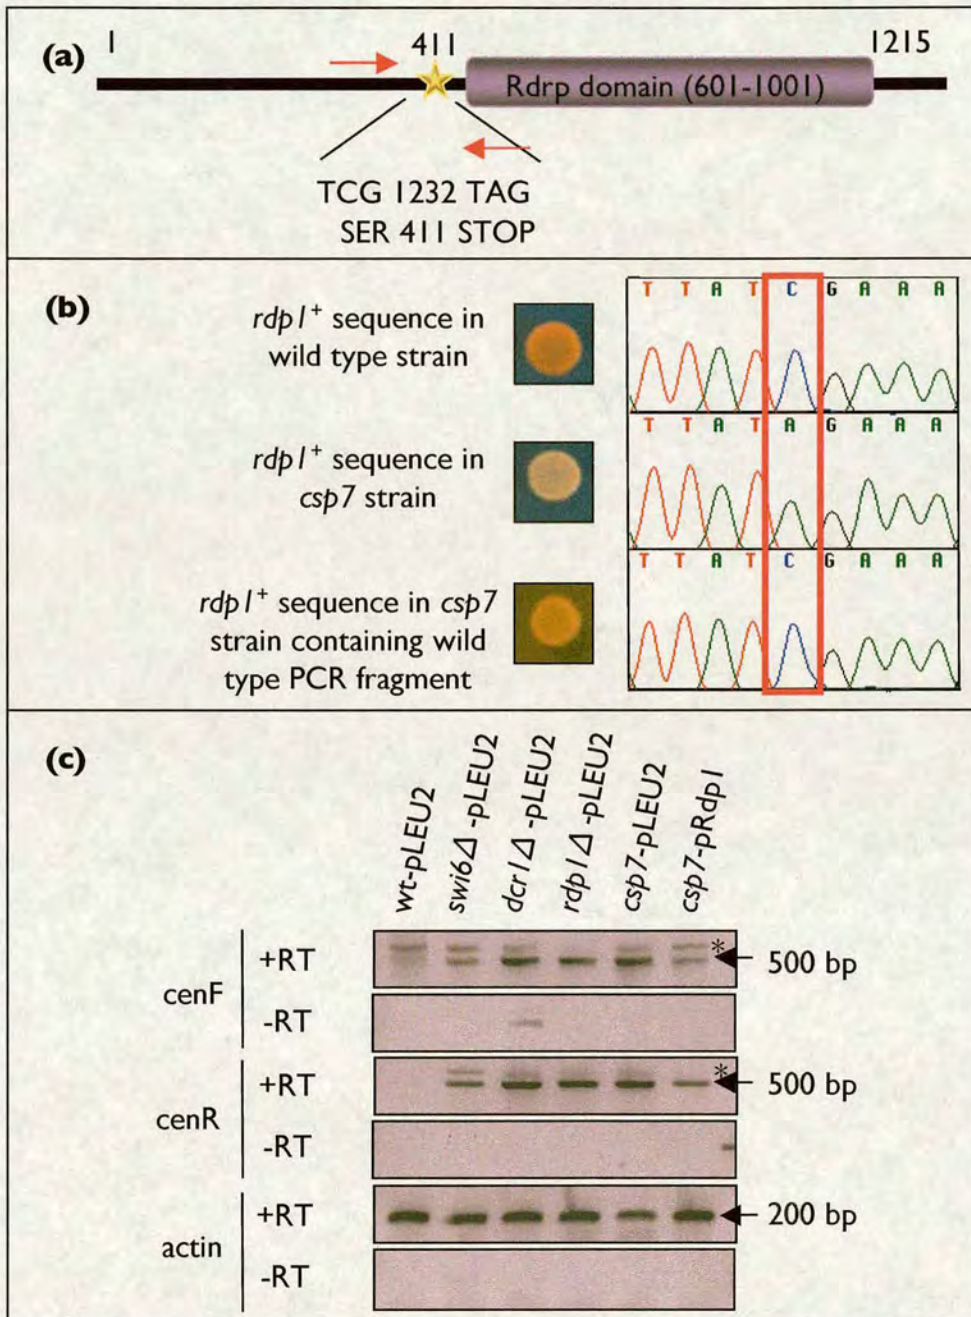 (a)
1 411 1215
Rdrp domain (601-1001)
TCG 1232 TAG
SER 411 STOP
(b)
rdp1+ sequence in
wild type strain
T T A T C G A A A
rdp1+ sequence in
csp7 strain
T T A T A G A A A
rdp1+ sequence in csp7
strain containing wild
type PCR fragment
T T A T C G A A A
(c)
wt-pLEU2
swi6Δ -pLEU2
dcr1Δ -pLEU2
rdp1Δ -pLEU2
csp7-pLEU2
csp7-pRdp1
cenF
+RT
* 500 bp
-RT
cenR
+RT
* 500 bp
-RT
actin
+RT
200 bp
-RT